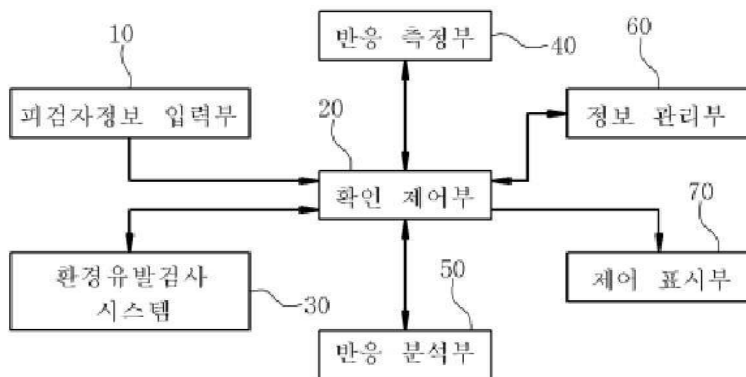 반응 측정부
40
10
60
피검자정보 입력부
정보 관리부
20
확인 제어부
70
환경유발검사
시스템
30
제어 표시부
50
반응 분석부